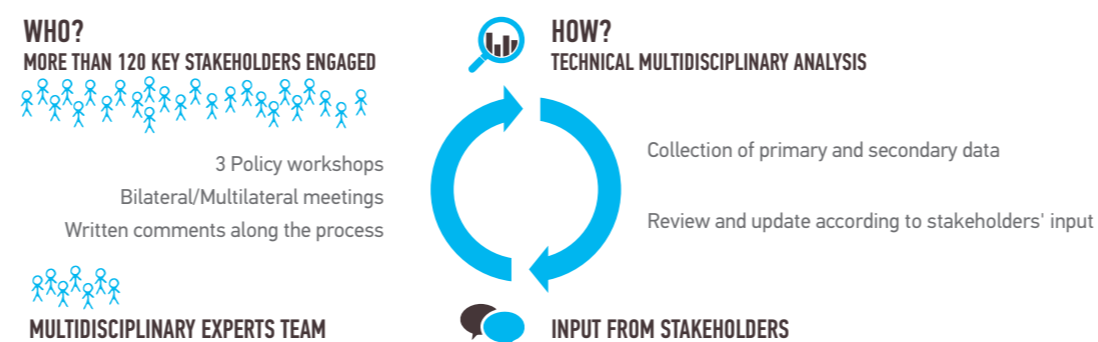 WHO?
MORE THAN 120 KEY STAKEHOLDERS ENGAGED
3 Policy workshops
Bilateral/Multilateral meetings
Written comments along the process
MULTIDISCIPLINARY EXPERTS TEAM
HOW?
TECHNICAL MULTIDISCIPLINARY ANALYSIS
Collection of primary and secondary data
Review and update according to stakeholders' input
INPUT FROM STAKEHOLDERS